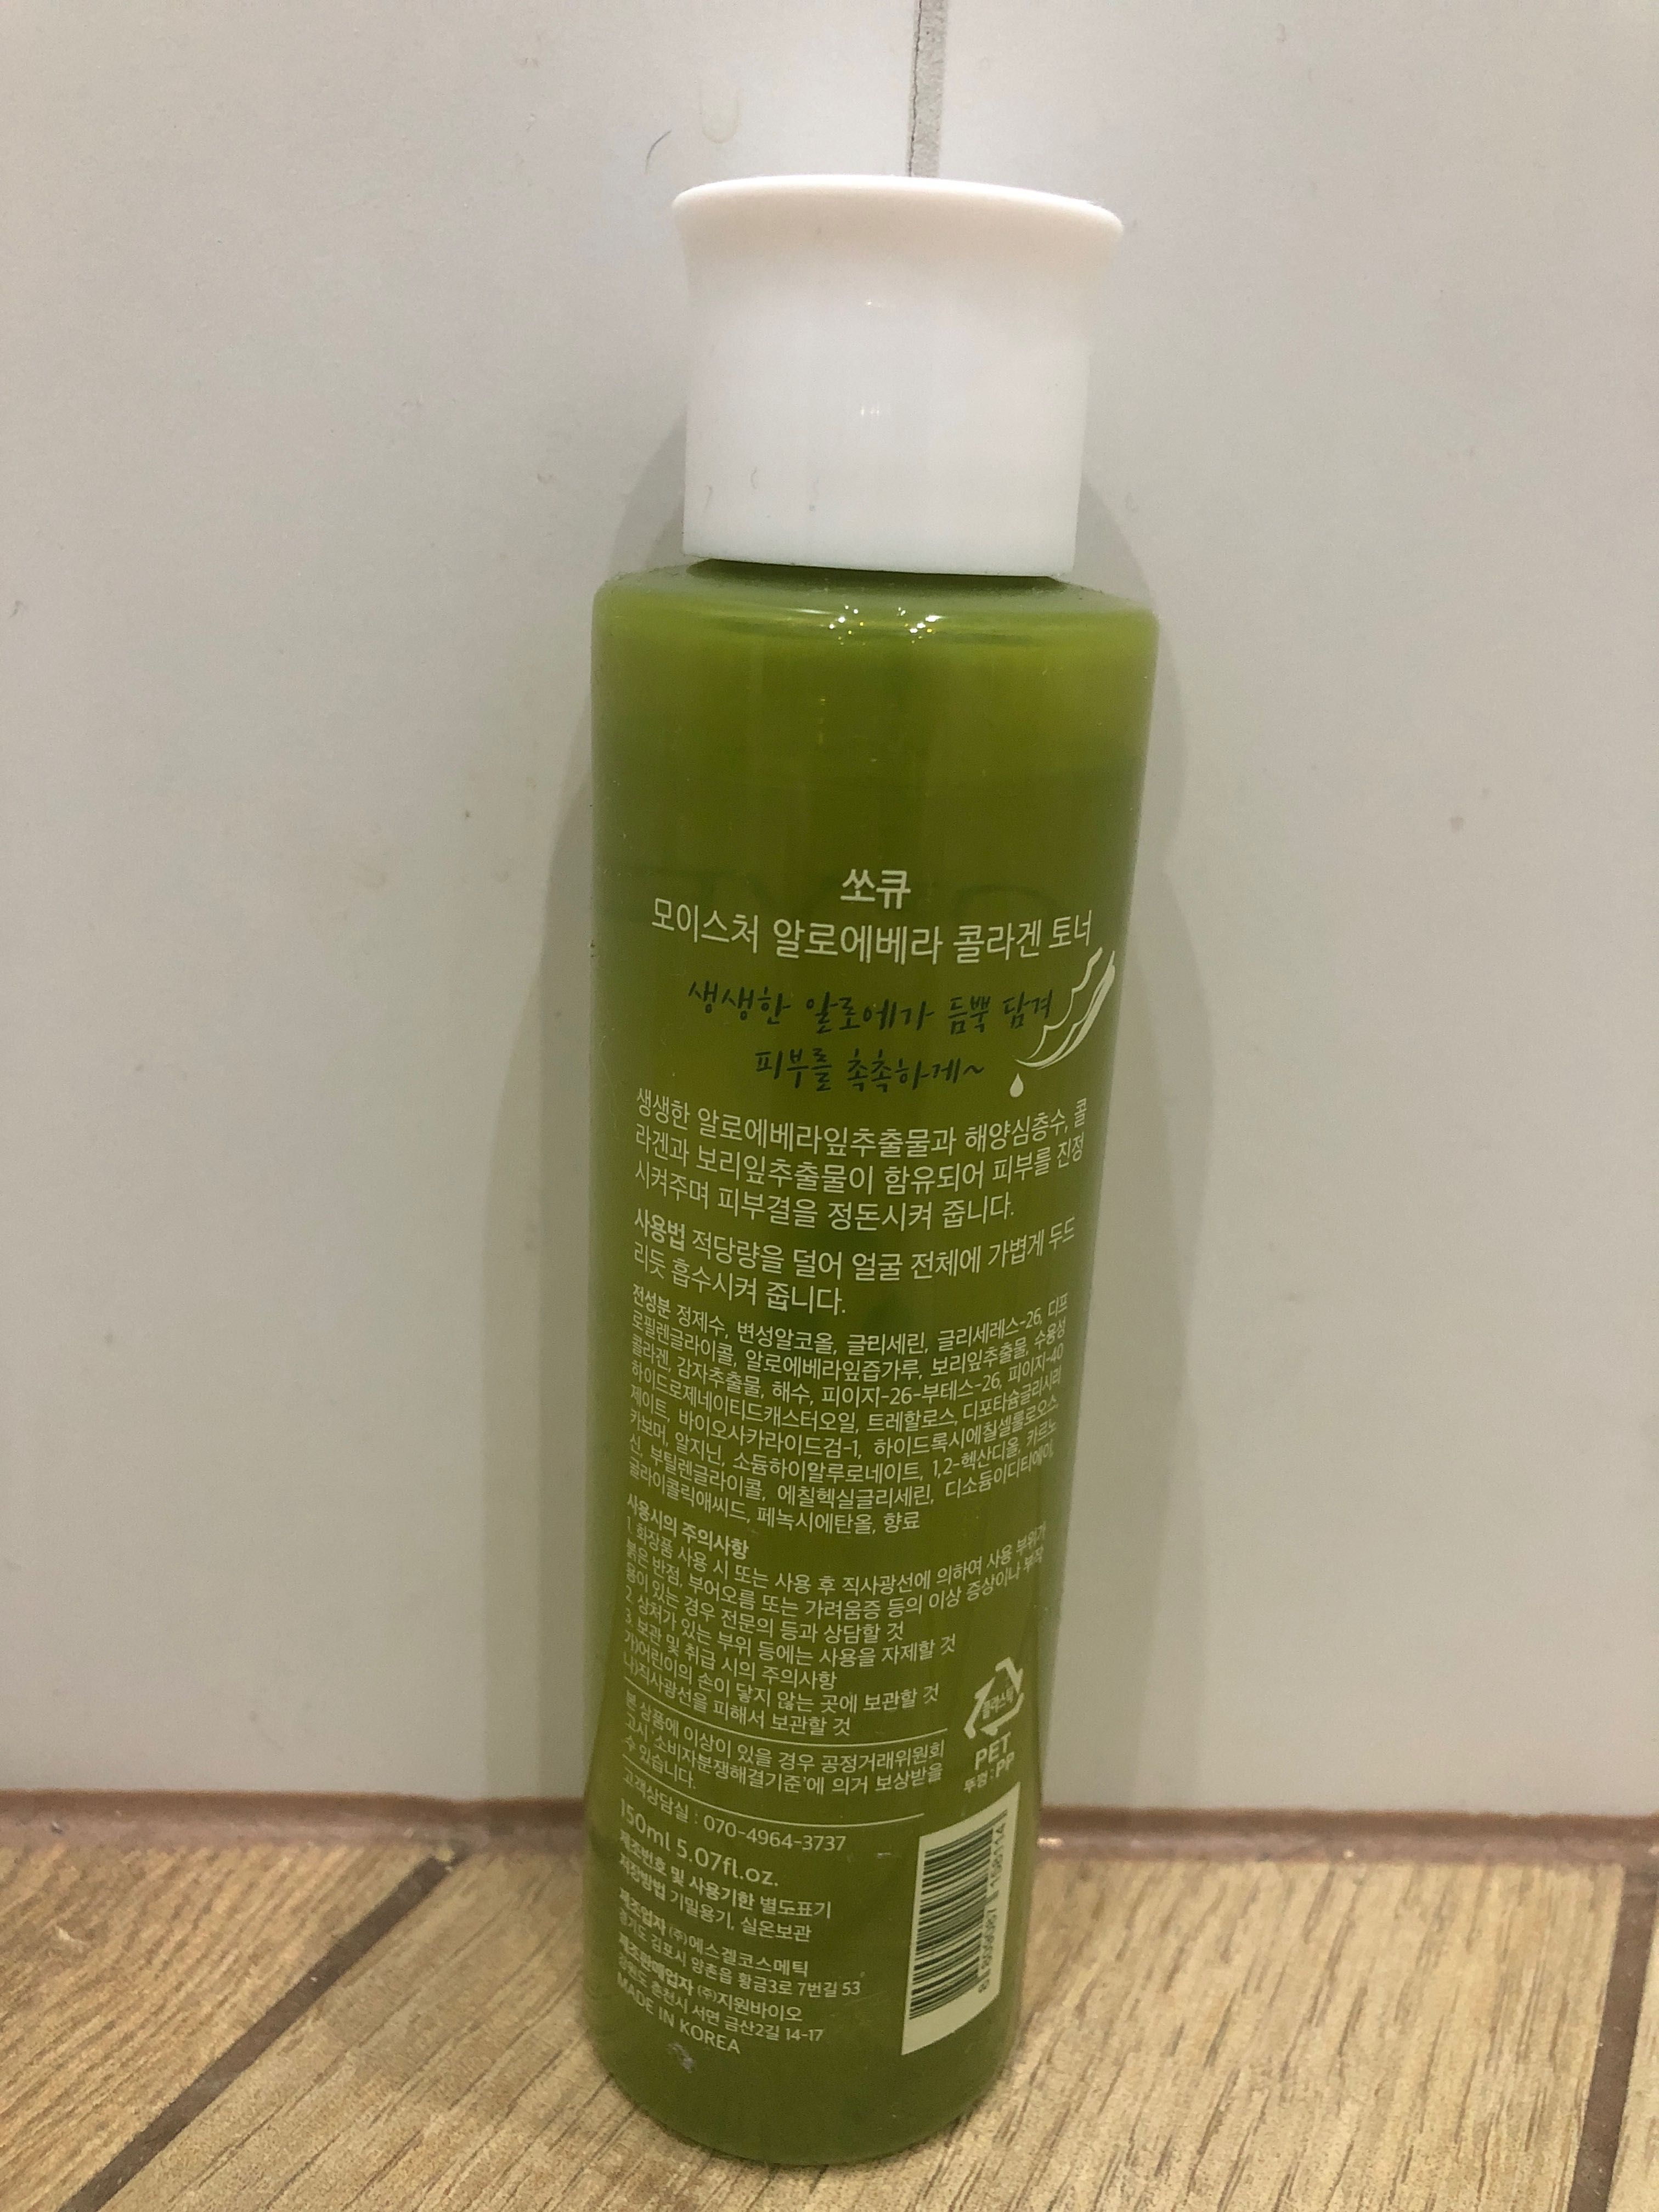 쏘큐
모이스처 알로에베라 콜라겐 토너
생생한 알로에가 듬뿍 담겨
피부를 촉촉하게~
생생한 알로에베라잎추출물과 해양심층수, 콜
라겐과 보리잎추출물이 함유되어 피부를 진정
시켜주며 피부결을 정돈시켜 줍니다.
사용법 적당량을 덜어 얼굴 전체에 가볍게 두드
리듯 흡수시켜 줍니다.
전성분 정제수, 변성알코올, 글리세린, 글리세레스-26, 디프
로필렌글라이콜, 알로에베라잎즙가루, 보리잎추출물, 수용성
콜라겐, 감자추출물, 해수, 피이지-26-부테스-26, 피이지-40
하이드로제네이티드캐스터오일, 트레할로스, 디포타슘글리시리
제이트, 바이오사카라이드검-1, 하이드록시에칠셀룰로오스,
카보머, 알지닌, 소듐하이알루로네이트, 1,2-헥산디올, 카르노
신, 부틸렌글라이콜, 에칠헥실글리세린, 디소듐이디티에이,
글라이콜릭애씨드, 페녹시에탄올, 향료
사용시의 주의사항
1. 화장품 사용 시 또는 사용 후 직사광선에 의하여 사용 부위가
붉은 반점, 부어오름 또는 가려움증 등의 이상 증상이나 부작
용이 있는 경우 전문의 등과 상담할 것
2. 상처가 있는 부위 등에는 사용을 자제할 것
3. 보관 및 취급 시의 주의사항
가)어린이의 손이 닿지 않는 곳에 보관할 것
나)직사광선을 피해서 보관할 것
본 상품에 이상이 있을 경우 공정거래위원회
고시 '소비자분쟁해결기준'에 의거 보상받을
수 있습니다.
고객상담실 : 070-4964-3737
플라스틱
PET
뚜껑 : PP
150ml 5.07fl.oz.
제조번호 및 사용기한 별도표기
저장방법 기밀용기, 실온보관
제조업자 (주)에스겔코스메틱
경기도 김포시 양촌읍 황금3로 7번길 53
제조판매업자 (주)지원바이오
강원도 춘천시 서면 금산2길 14-17
MADE IN KOREA